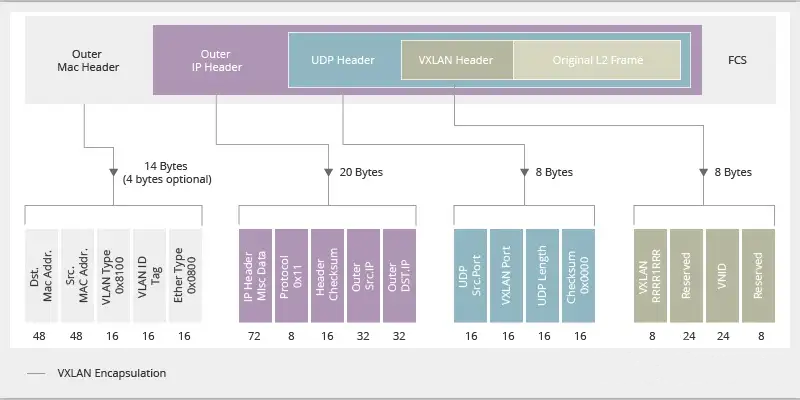 Outer
Mac Header
Outer
IP Header
UDP Header
VXLAN Header
Original L2 Frame
FCS
14 Bytes
(4 bytes optional)
20 Bytes
8 Bytes
8 Bytes
Dst.
Mac Addr.
Src.
MAC Addr.
VLAN Type
0x8100
VLAN ID
Tag
Ether Type
0x0800
IP Header
MIsc Data
Protocol
0x11
Header
Checksum
Outer
Src.IP
Outer
DST.IP
UDP
Src.Port
VXLAN Port
UDP Length
Checksum
0x0000
VXLAN
RRRR1RRR
Reserved
VNID
Reserved
48
48
16
16
16
72
8
16
32
32
16
16
16
16
8
24
24
8
VXLAN Encapsulation